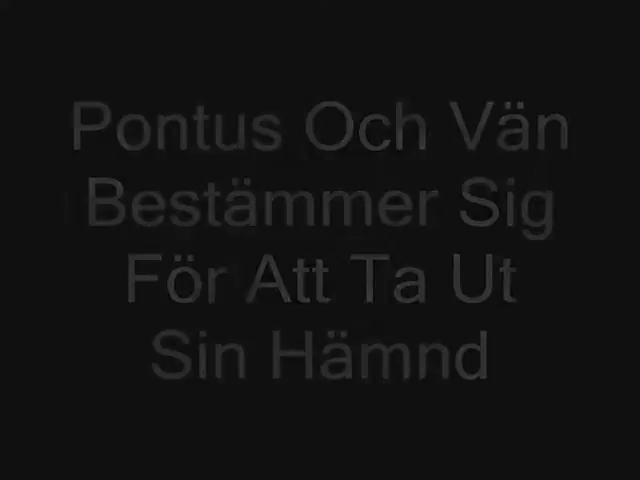 Pontus Och Vän
Bestämmer Sig
För Att Ta Ut
Sin Hämnd